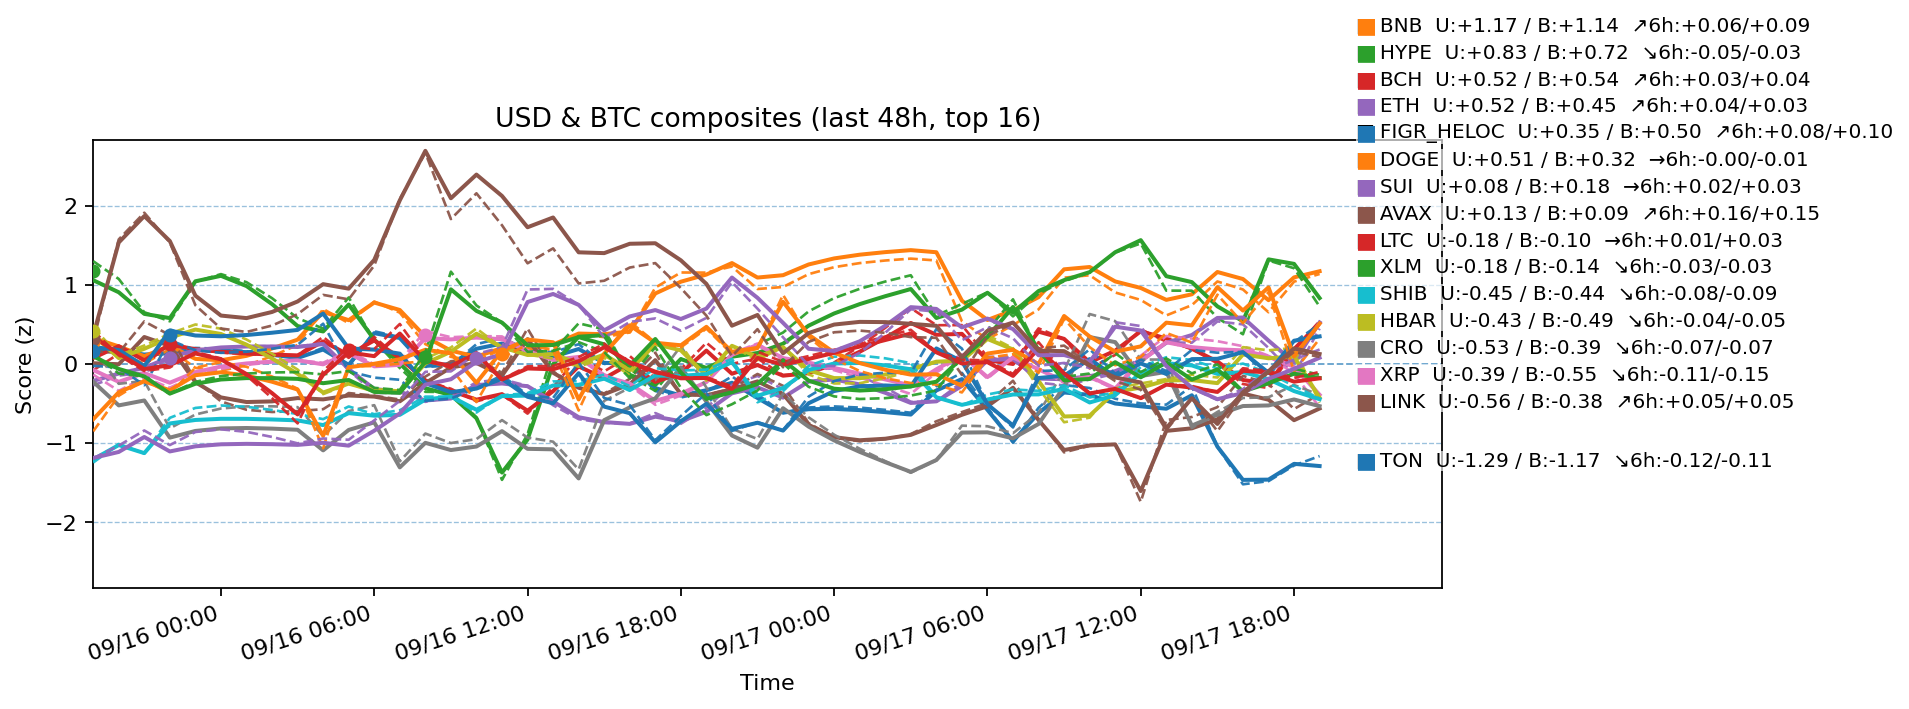 BNB  U:+1.17 / B:+1.14  ↗6h:+0.06/+0.09
HYPE  U:+0.83 / B:+0.72  ↘6h:-0.05/-0.03
BCH  U:+0.52 / B:+0.54  ↗6h:+0.03/+0.04
ETH  U:+0.52 / B:+0.45  ↗6h:+0.04/+0.03
FIGR_HELOC  U:+0.35 / B:+0.50  ↗6h:+0.08/+0.10
DOGE  U:+0.51 / B:+0.32  →6h:-0.00/-0.01
SUI  U:+0.08 / B:+0.18  →6h:+0.02/+0.03
AVAX  U:+0.13 / B:+0.09  ↗6h:+0.16/+0.15
LTC  U:-0.18 / B:-0.10  →6h:+0.01/+0.03
XLM  U:-0.18 / B:-0.14  ↘6h:-0.03/-0.03
SHIB  U:-0.45 / B:-0.44  ↘6h:-0.08/-0.09
HBAR  U:-0.43 / B:-0.49  ↘6h:-0.04/-0.05
CRO  U:-0.53 / B:-0.39  ↘6h:-0.07/-0.07
XRP  U:-0.39 / B:-0.55  ↘6h:-0.11/-0.15
LINK  U:-0.56 / B:-0.38  ↗6h:+0.05/+0.05
TON  U:-1.29 / B:-1.17  ↘6h:-0.12/-0.11
USD & BTC composites (last 48h, top 16)
Score (z)
2
1
0
−1
−2
09/16 00:00
09/16 06:00
09/16 12:00
09/16 18:00
09/17 00:00
09/17 06:00
09/17 12:00
09/17 18:00
Time